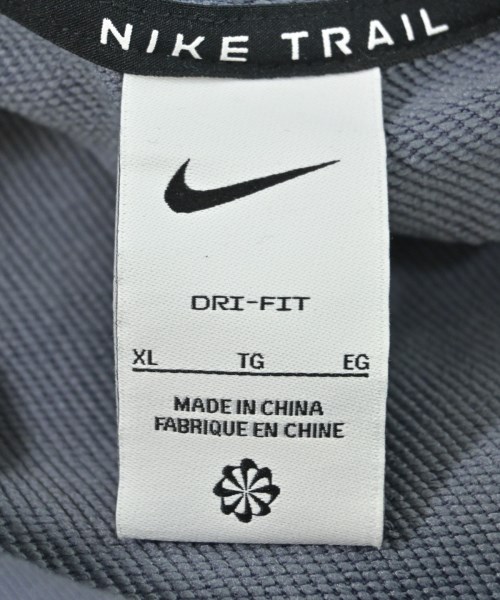 NIKE TRAIL
DRI-FIT
XL TG EG
MADE IN CHINA
FABRIQUE EN CHINE